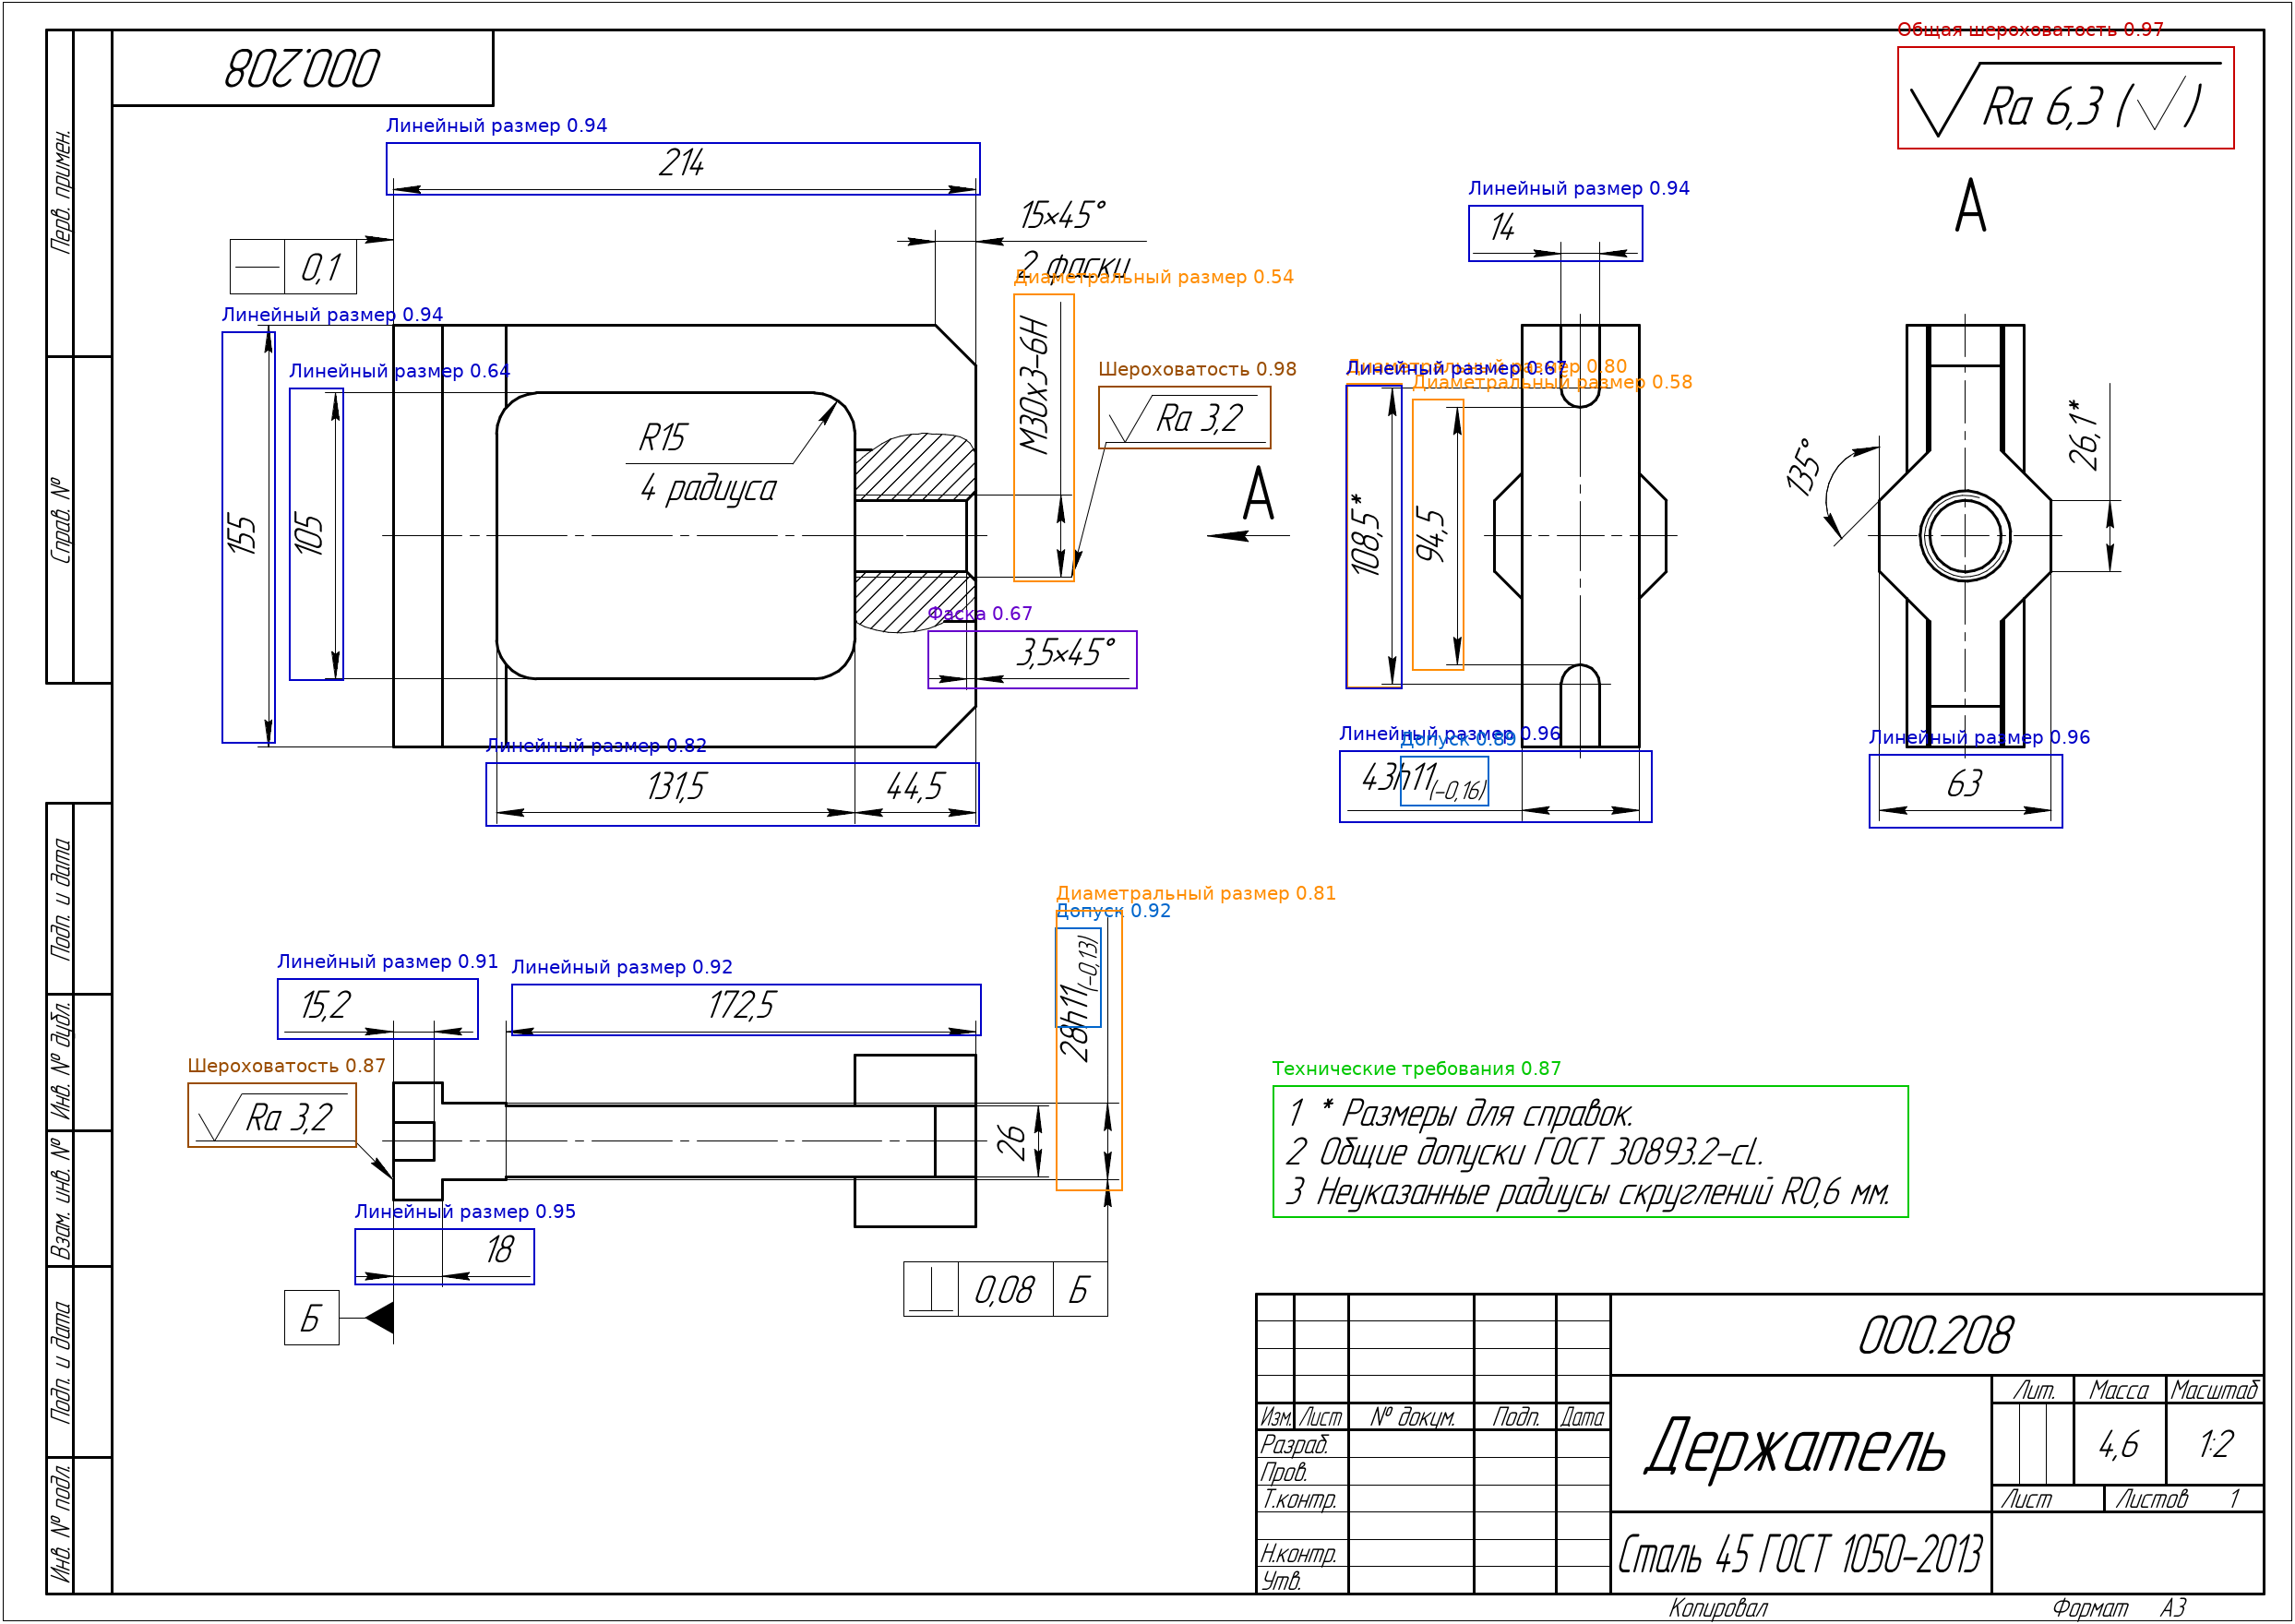 000.208
Общая шероховатость 0.97
Ra 6,3 (√)
Перв. примен.
Справ. №
Подп. и дата
Инв. № дубл.
Взам. инв. №
Подп. и дата
Инв. № подл.
Линейный размер 0.94
214
15×45°
2 фаски
0,1
Линейный размер 0.94
155
Линейный размер 0.64
105
R15
4 радиуса
Диаметральный размер 0.54
M30x3-6H
Шероховатость 0.98
Ra 3,2
А
Фаска 0.67
3,5×45°
Линейный размер 0.82
131,5
44,5
Линейный размер 0.94
14
Диаметральный размер 0.80
Линейный размер 0.67
108,5*
Диаметральный размер 0.58
94,5
Линейный размер 0.96
Допуск 0.89
43h11(-0,16)
А
135°
26,1*
Линейный размер 0.96
63
Линейный размер 0.91
15,2
Линейный размер 0.92
172,5
Диаметральный размер 0.81
Допуск 0.92
28h11(-0,13)
26
Шероховатость 0.87
Ra 3,2
Линейный размер 0.95
18
Б
⊥ 0,08 Б
Технические требования 0.87
1 * Размеры для справок.
2 Общие допуски ГОСТ 30893.2-cL.
3 Неуказанные радиусы скруглений R0,6 мм.
000.208
Изм. Лист № докум. Подп. Дата
Разраб.
Пров.
Т.контр.
Н.контр.
Утв.
Держатель
Лит. Масса Масштаб
4,6 1:2
Лист Листов 1
Сталь 45 ГОСТ 1050-2013
Копировал Формат А3